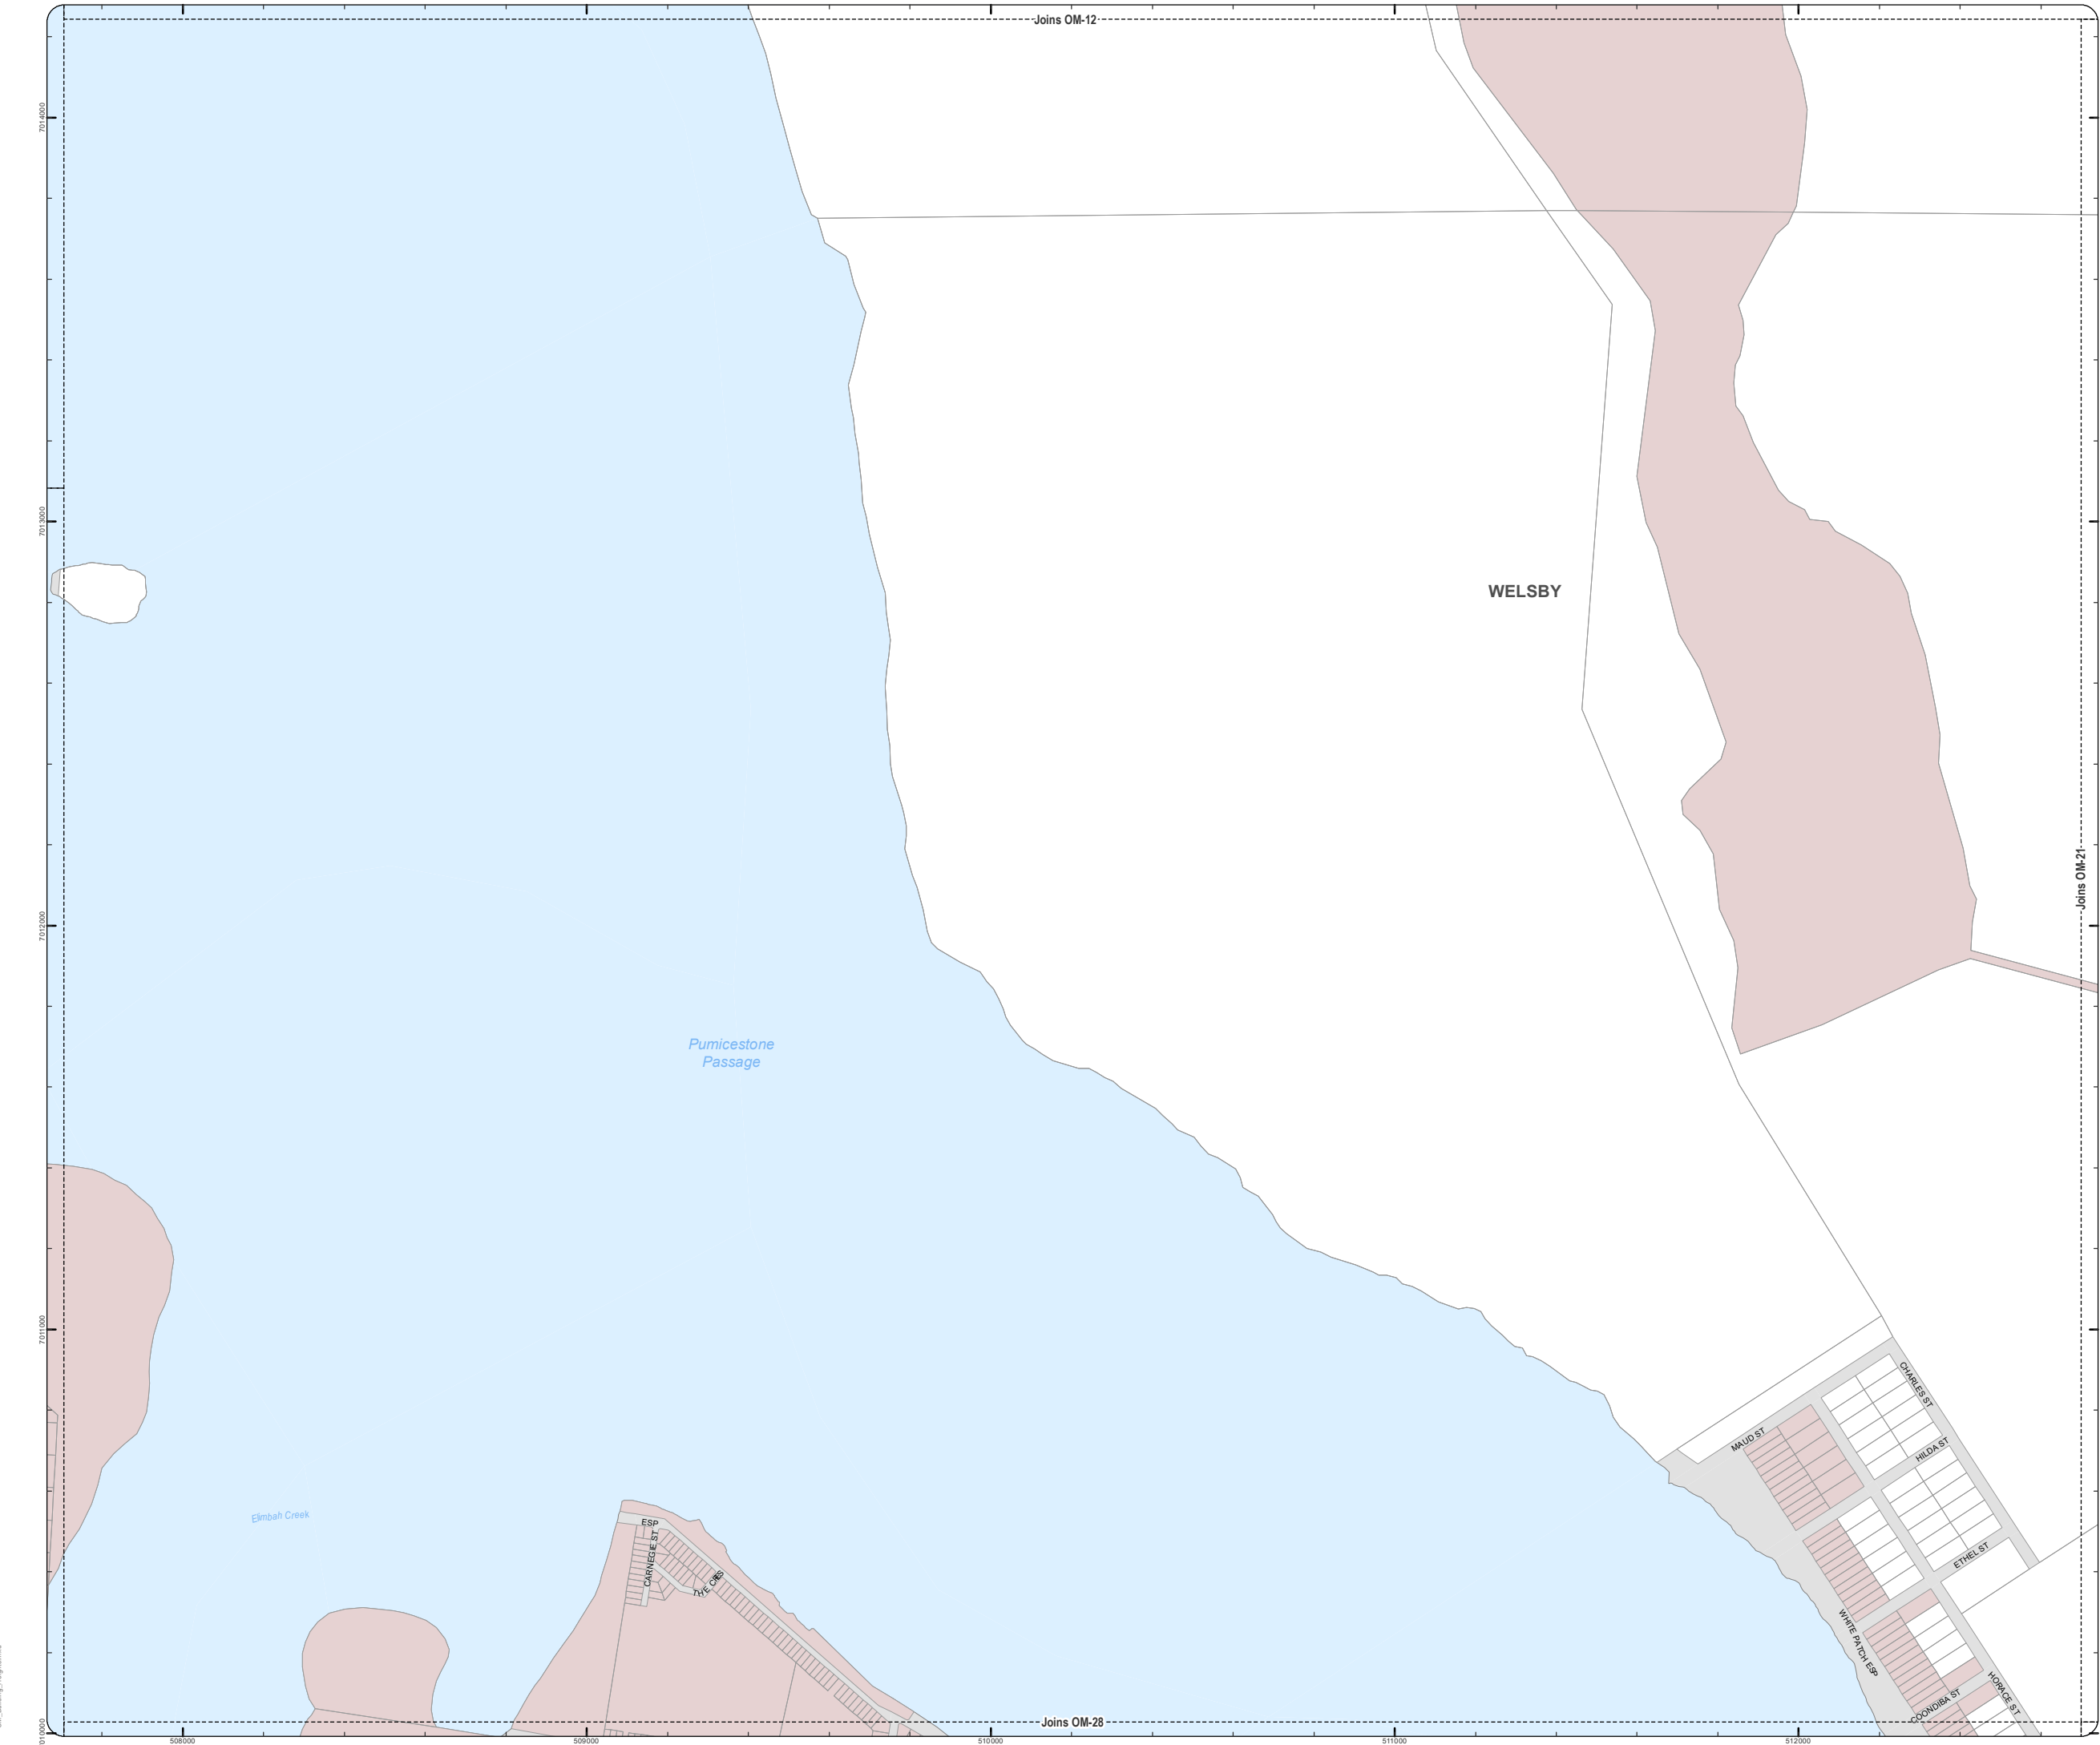 Joins OM-12
7014000
7013000
WELSBY
Joins OM-21
7012000
Pumicestone
Passage
7011000
CHARLES ST
MAUD ST
HILDA ST
Elimbah Creek
ESP
CARNEGIE ST
THE CRES
ETHEL ST
WHITE PATCH ESP
HORACE ST
COONDIBA ST
Joins OM-28
508000
509000
510000
511000
512000